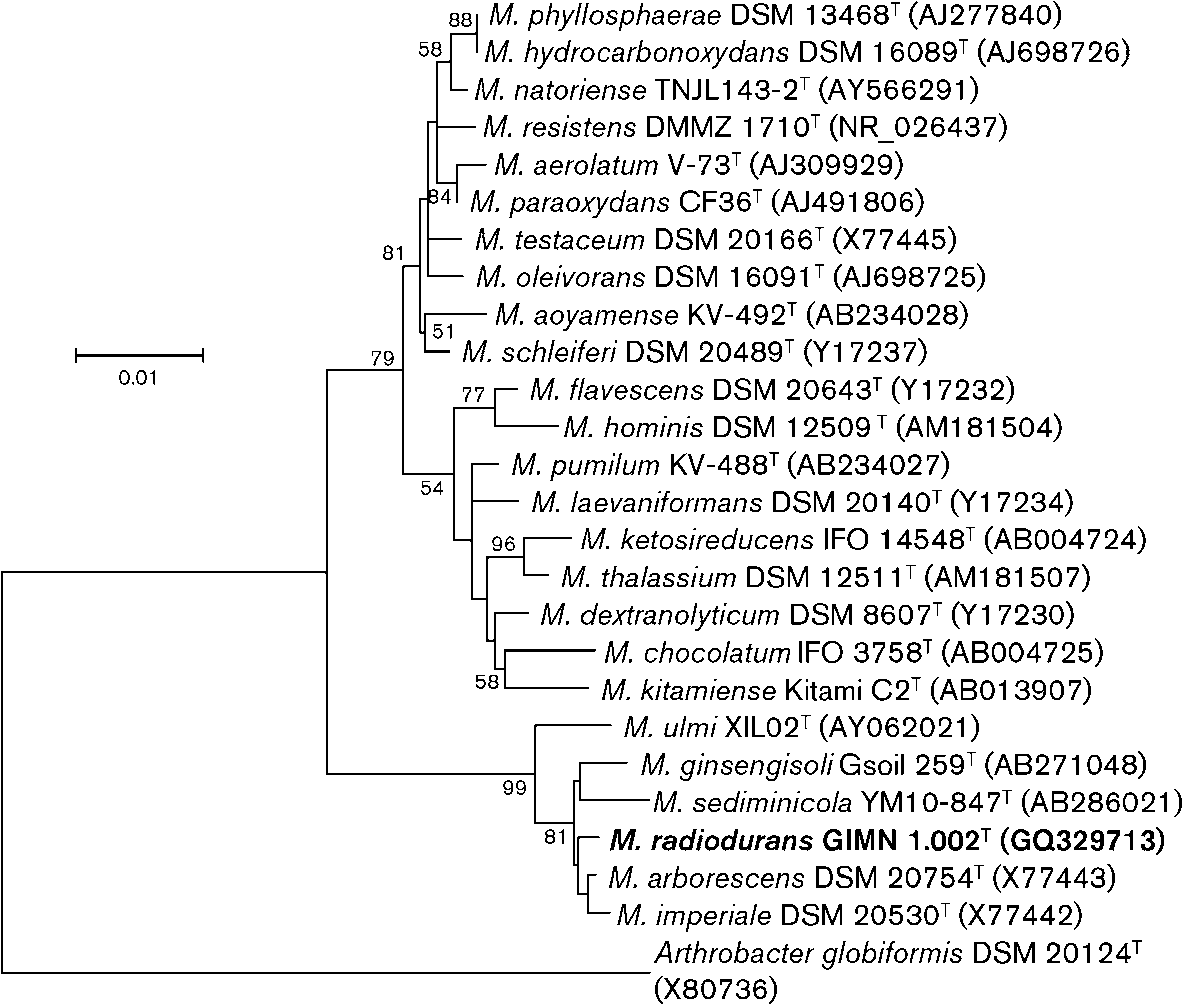 88
M. phyllosphaerae DSM 13468ᵀ (AJ277840)
58
M. hydrocarbonoxydans DSM 16089ᵀ (AJ698726)
M. natoriense TNJL143-2ᵀ (AY566291)
M. resistens DMMZ 1710ᵀ (NR_026437)
M. aerolatum V-73ᵀ (AJ309929)
84
M. paraoxydans CF36ᵀ (AJ491806)
M. testaceum DSM 20166ᵀ (X77445)
81
M. oleivorans DSM 16091ᵀ (AJ698725)
M. aoyamense KV-492ᵀ (AB234028)
51
M. schleiferi DSM 20489ᵀ (Y17237)
79
0.01
M. flavescens DSM 20643ᵀ (Y17232)
77
M. hominis DSM 12509ᵀ (AM181504)
M. pumilum KV-488ᵀ (AB234027)
54
M. laevaniformans DSM 20140ᵀ (Y17234)
M. ketosireducens IFO 14548ᵀ (AB004724)
96
M. thalassium DSM 12511ᵀ (AM181507)
M. dextranolyticum DSM 8607ᵀ (Y17230)
M. chocolatum IFO 3758ᵀ (AB004725)
58
M. kitamiense Kitami C2ᵀ (AB013907)
M. ulmi XIL02ᵀ (AY062021)
M. ginsengisoli Gsoil 259ᵀ (AB271048)
99
M. sediminicola YM10-847ᵀ (AB286021)
81
M. radiodurans GIMN 1.002ᵀ (GQ329713)
M. arborescens DSM 20754ᵀ (X77443)
M. imperiale DSM 20530ᵀ (X77442)
Arthrobacter globiformis DSM 20124ᵀ
(X80736)